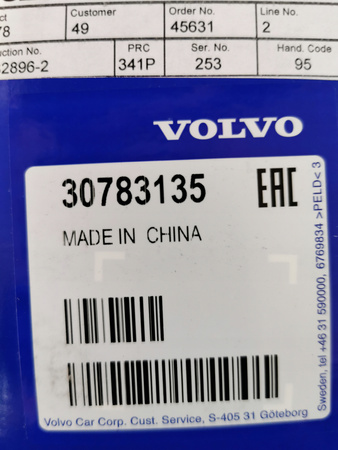 Customer Order No. Line No.
78 49 45631 2
PRC Ser. No. Hand. Code
2896-2 341P 253 95
VOLVO
30783135 EAC
MADE IN CHINA
Volvo Car Corp. Cust. Service, S-405 31 Göteborg
Sweden, tel +46 31 590000, 6769834 >PELD< 3